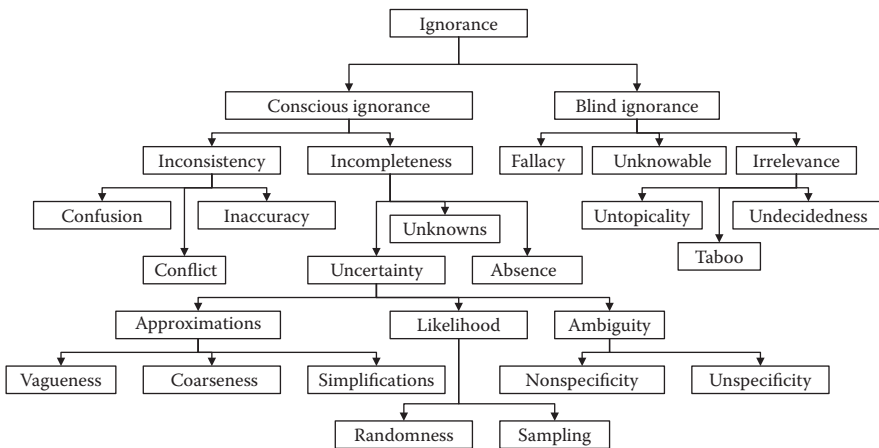 Ignorance
Conscious ignorance
Blind ignorance
Inconsistency
Incompleteness
Fallacy
Unknowable
Irrelevance
Confusion
Inaccuracy
Unknowns
Untopicality
Undecidedness
Conflict
Uncertainty
Absence
Taboo
Approximations
Likelihood
Ambiguity
Vagueness
Coarseness
Simplifications
Nonspecificity
Unspecificity
Randomness
Sampling